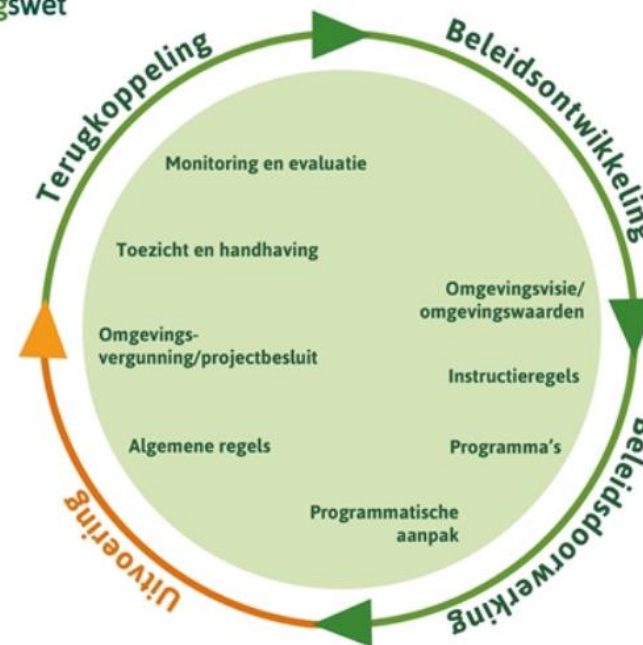 gswet
Terugkoppeling
Beleidsontwikkeling
Monitoring en evaluatie
Toezicht en handhaving
Omgevingsvisie/
omgevingswaarden
Omgevings-
vergunning/projectbesluit
Instructieregels
Algemene regels
Programma's
Programmatische
aanpak
Uitvoering
Beleidsdoorwerking